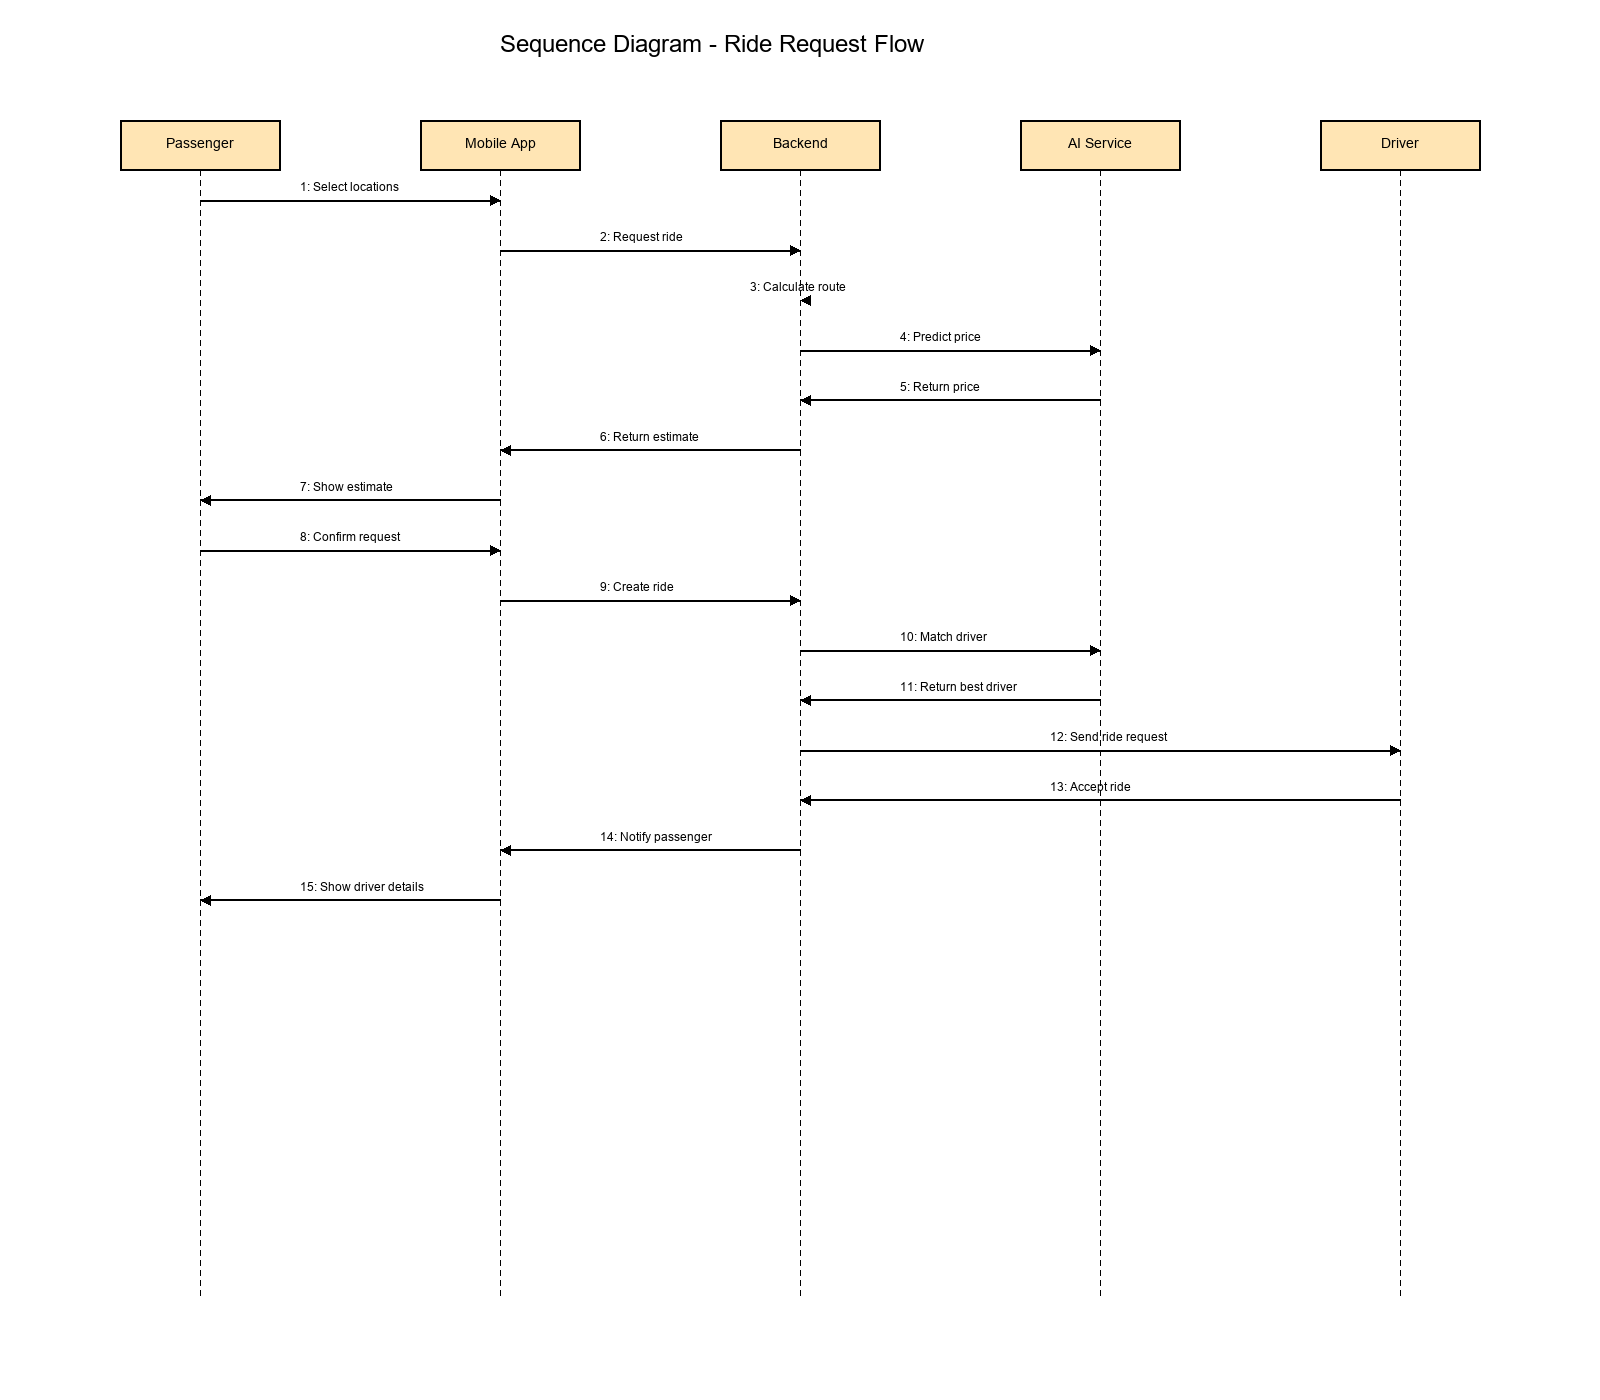 Sequence Diagram - Ride Request Flow
Passenger
Mobile App
Backend
AI Service
Driver
1: Select locations
2: Request ride
3: Calculate route
4: Predict price
5: Return price
6: Return estimate
7: Show estimate
8: Confirm request
9: Create ride
10: Match driver
11: Return best driver
12: Send ride request
13: Accept ride
14: Notify passenger
15: Show driver details